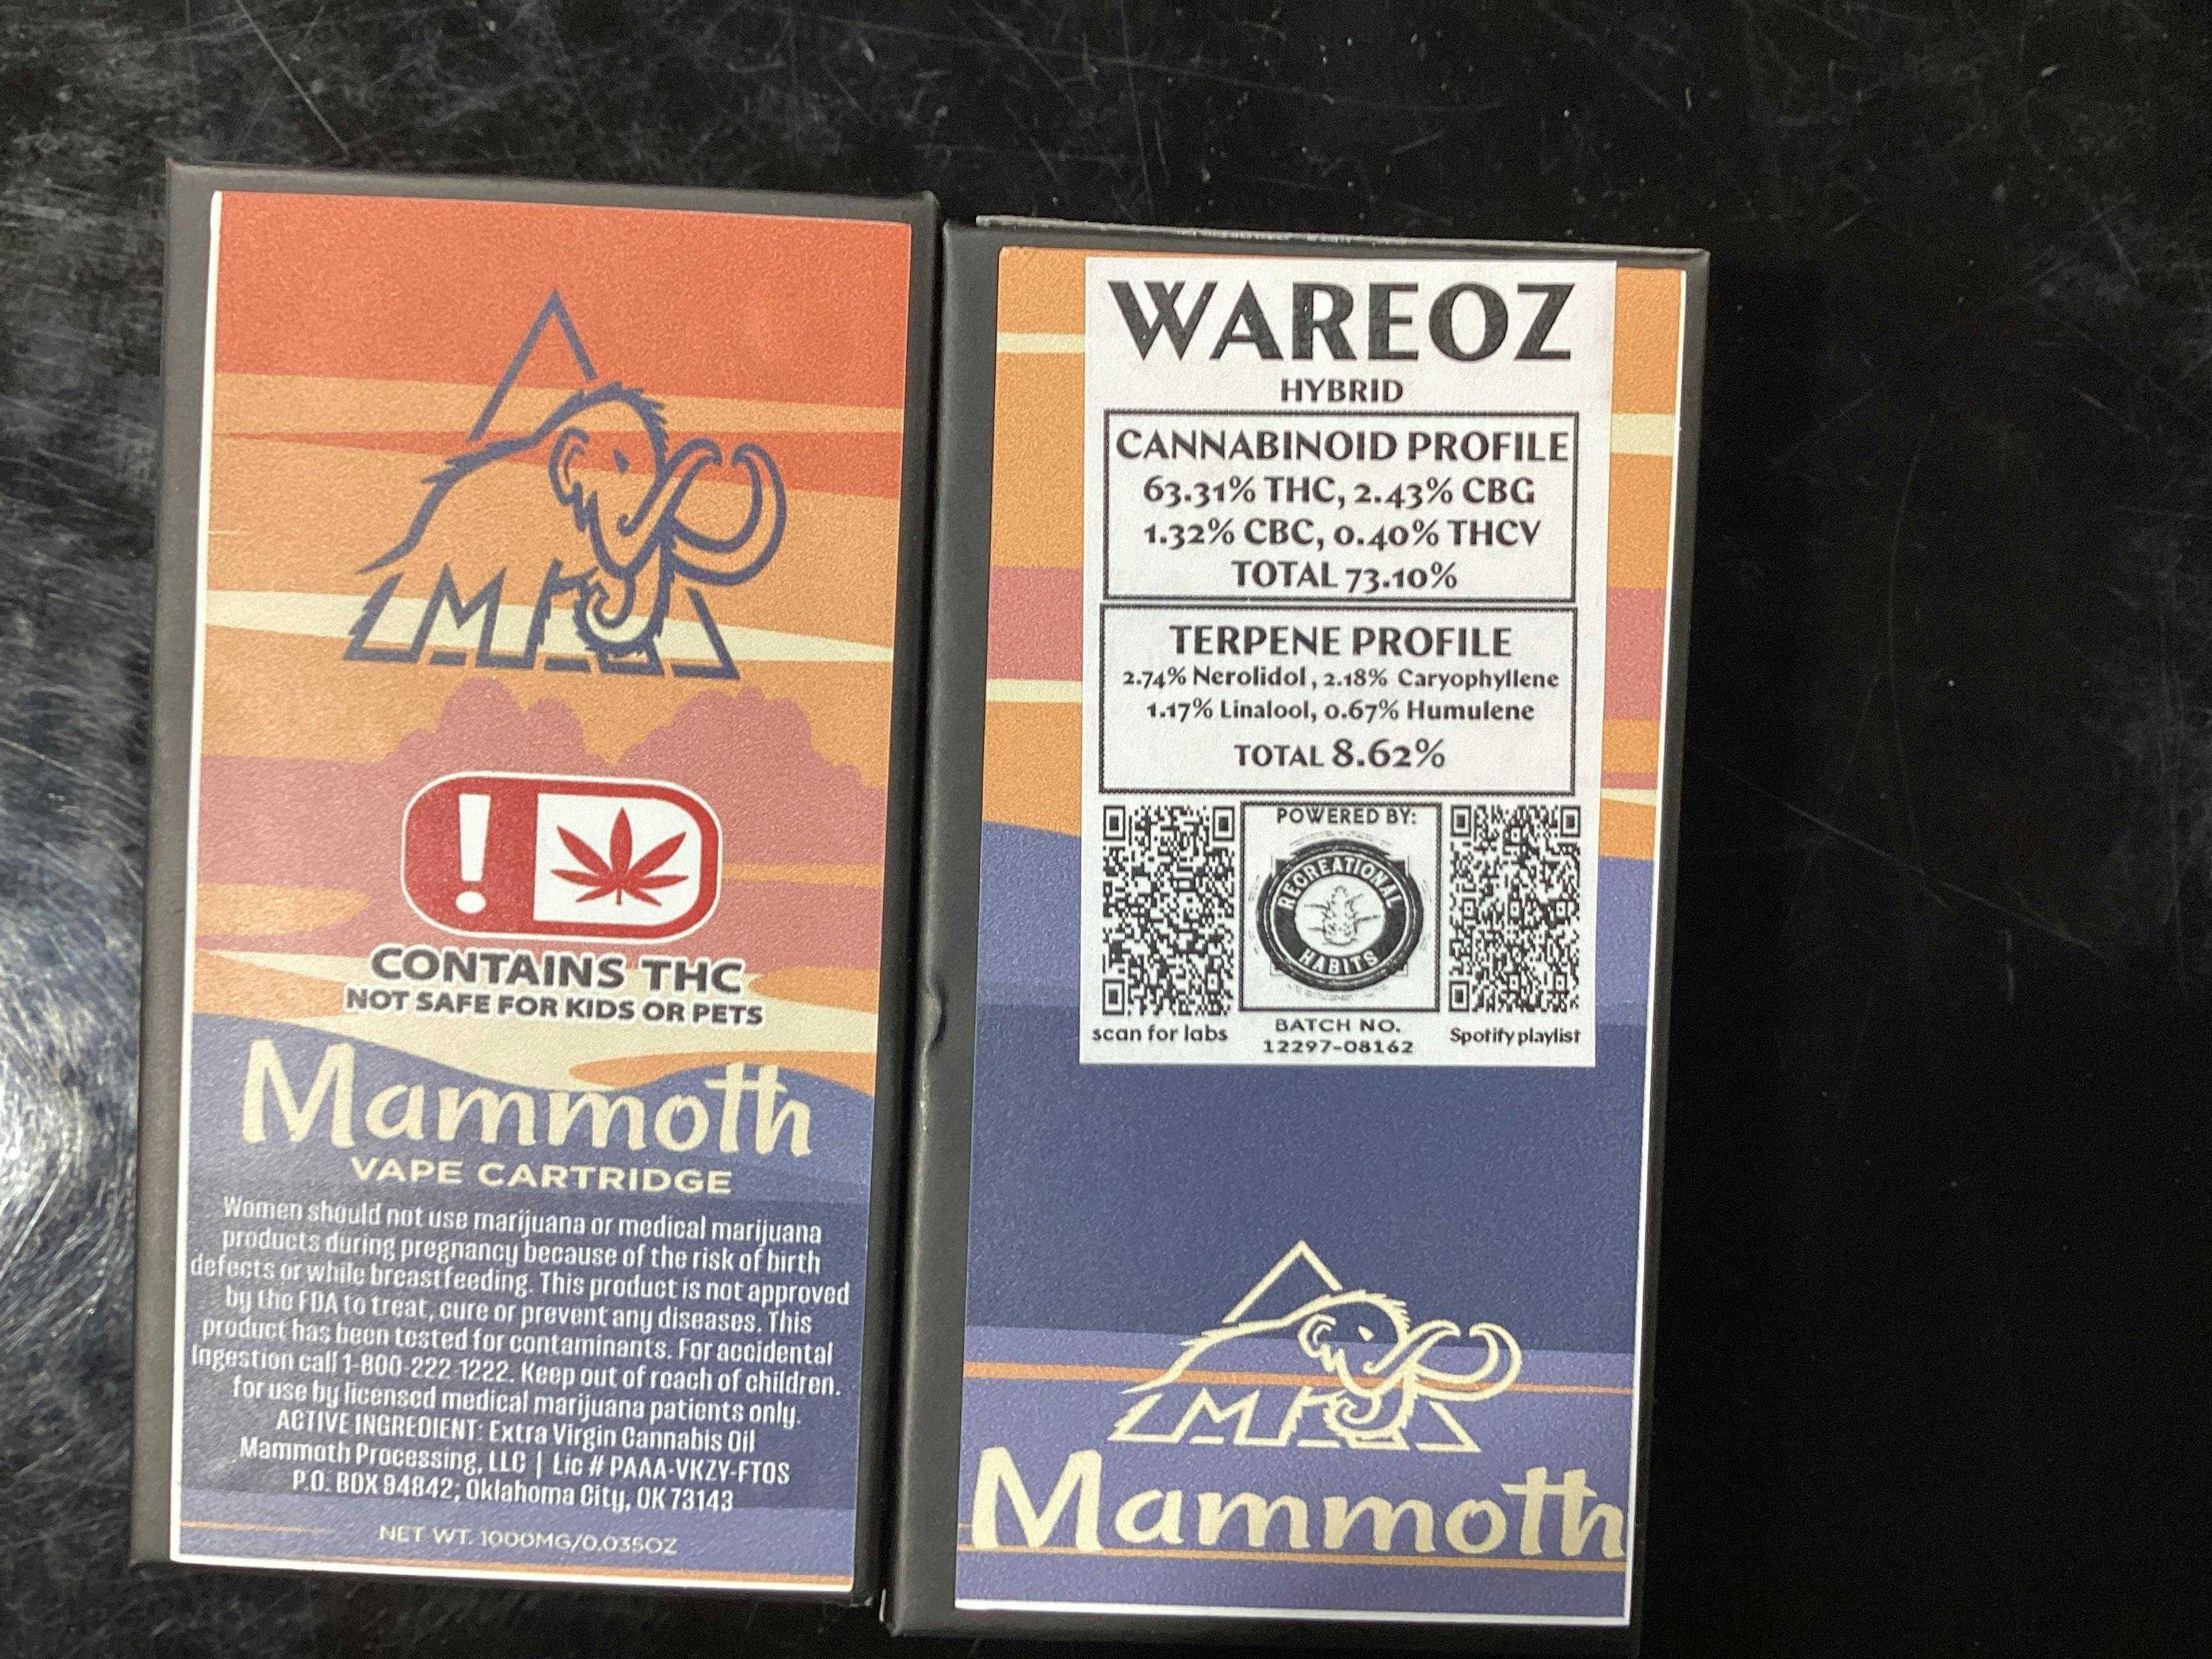 CONTAINS THC
NOT SAFE FOR KIDS OR PETS
Mammoth
VAPE CARTRIDGE
Women should not use marijuana or medical marijuana
products during pregnancy because of the risk of birth
defects or while breastfeeding. This product is not approved
by the FDA to treat, cure or prevent any diseases. This
product has been tested for contaminants. For accidental
Ingestion call 1-800-222 1222. Keep out of reach of children.
for use by licensed medical marijuana patients only.
ACTIVE INGREDIENT: Extra Virgin Cannabis Oil
Mammoth Processing, LLC | Lic # PAAA-VKZY-FTOS
P.O. BOX 94842; Oklahoma City, OK 73143
NET WT. 1000MG/0.035OZ
WAREOZ
HYBRID
CANNABINOID PROFILE
63.31% THC, 2.43% CBG
1.32% CBC, 0.40% THCV
TOTAL 73.10%
TERPENE PROFILE
2.74% Nerolidol, 2.18% Caryophyllene
1.17% Linalool, 0.67% Humulene
TOTAL 8.62%
POWERED BY:
RECREATIONAL
HABITS
scan for labs
BATCH NO.
12297-08162
Spotify playlist
Mammoth